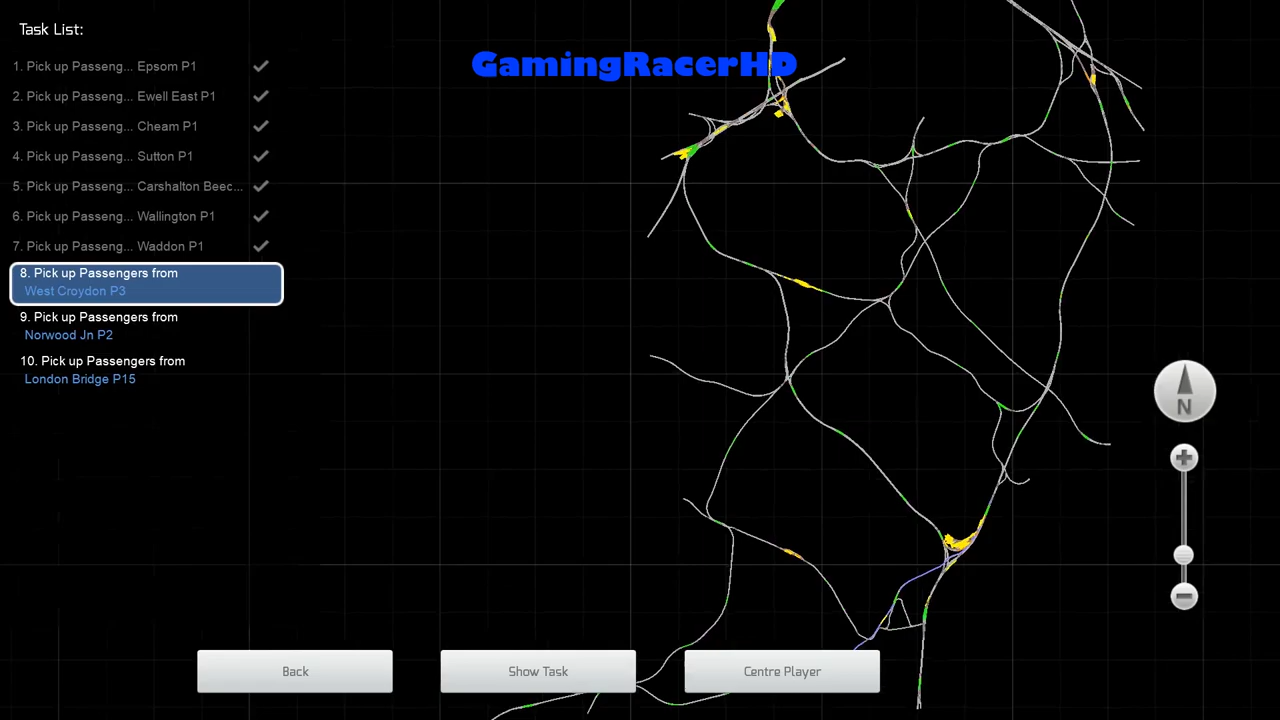 Task List:
GamingRacerHD
1. Pick up Passeng... Epsom P1
2. Pick up Passeng... Ewell East P1
3. Pick up Passeng... Cheam P1
4. Pick up Passeng... Sutton P1
5. Pick up Passeng... Carshalton Beec...
6. Pick up Passeng... Wallington P1
7. Pick up Passeng... Waddon P1
8. Pick up Passengers from
West Croydon P3
9. Pick up Passengers from
Norwood Jn P2
10. Pick up Passengers from
London Bridge P15
N
Back
Show Task
Centre Player